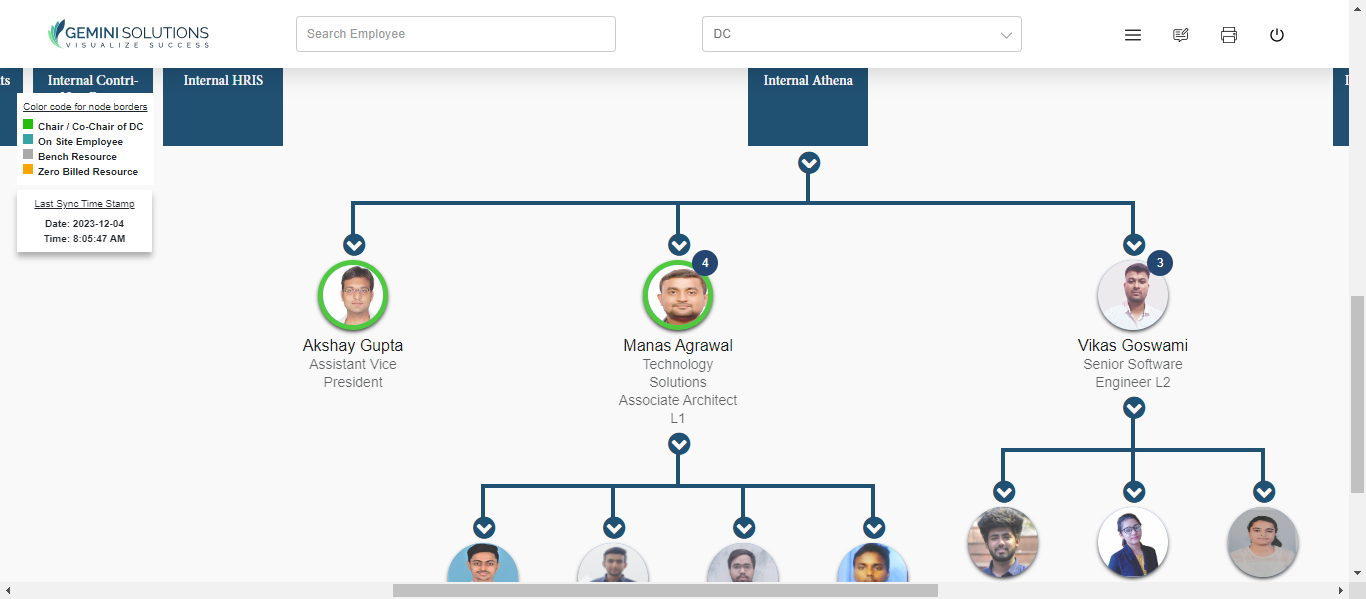 GEMINI SOLUTIONS
VISUALIZE SUCCESS
Search Employee
DC
ts
Internal Contri-
Internal HRIS
Internal Athena
Color code for node borders
Chair / Co-Chair of DC
On Site Employee
Bench Resource
Zero Billed Resource
Last Sync Time Stamp
Date: 2023-12-04
Time: 8:05:47 AM
4
3
Akshay Gupta
Assistant Vice
President
Manas Agrawal
Technology
Solutions
Associate Architect
L1
Vikas Goswami
Senior Software
Engineer L2